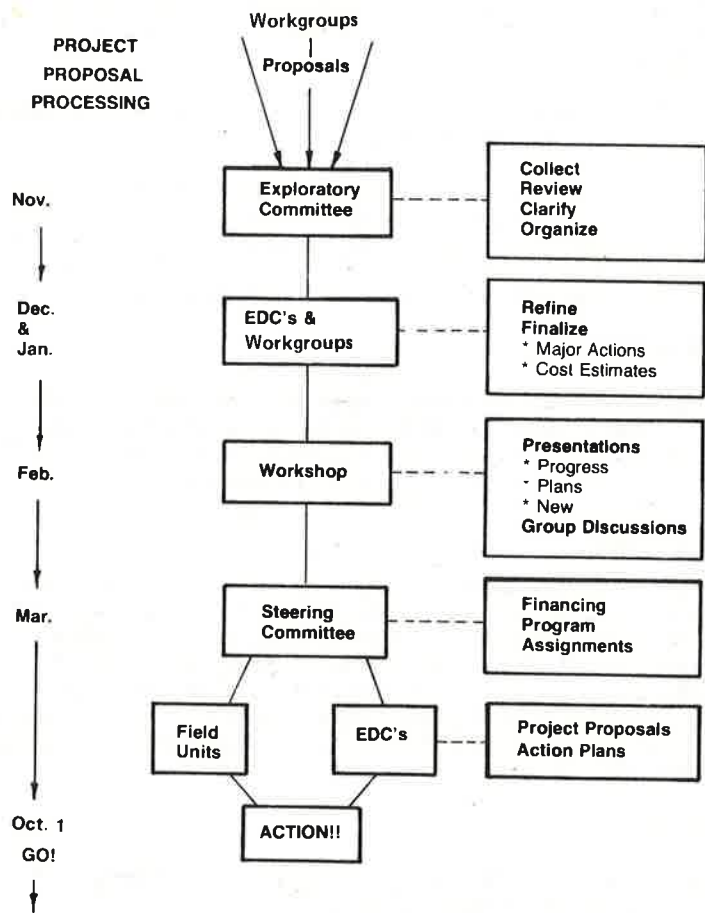 PROJECT
PROPOSAL
PROCESSING
Workgroups
Proposals
Nov.
Exploratory
Committee
Collect
Review
Clarify
Organize
Dec.
&
Jan.
EDC's &
Workgroups
Refine
Finalize
* Major Actions
* Cost Estimates
Feb.
Workshop
Presentations
* Progress
* Plans
* New
Group Discussions
Mar.
Steering
Committee
Financing
Program
Assignments
Field
Units
EDC's
Project Proposals
Action Plans
Oct. 1
GO!
ACTION!!